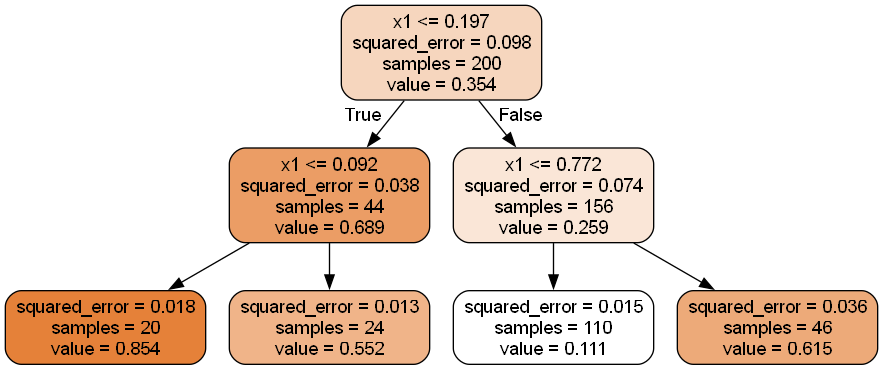 x1 <= 0.197
squared_error = 0.098
samples = 200
value = 0.354
True
False
x1 <= 0.092
squared_error = 0.038
samples = 44
value = 0.689
x1 <= 0.772
squared_error = 0.074
samples = 156
value = 0.259
squared_error = 0.018
samples = 20
value = 0.854
squared_error = 0.013
samples = 24
value = 0.552
squared_error = 0.015
samples = 110
value = 0.111
squared_error = 0.036
samples = 46
value = 0.615